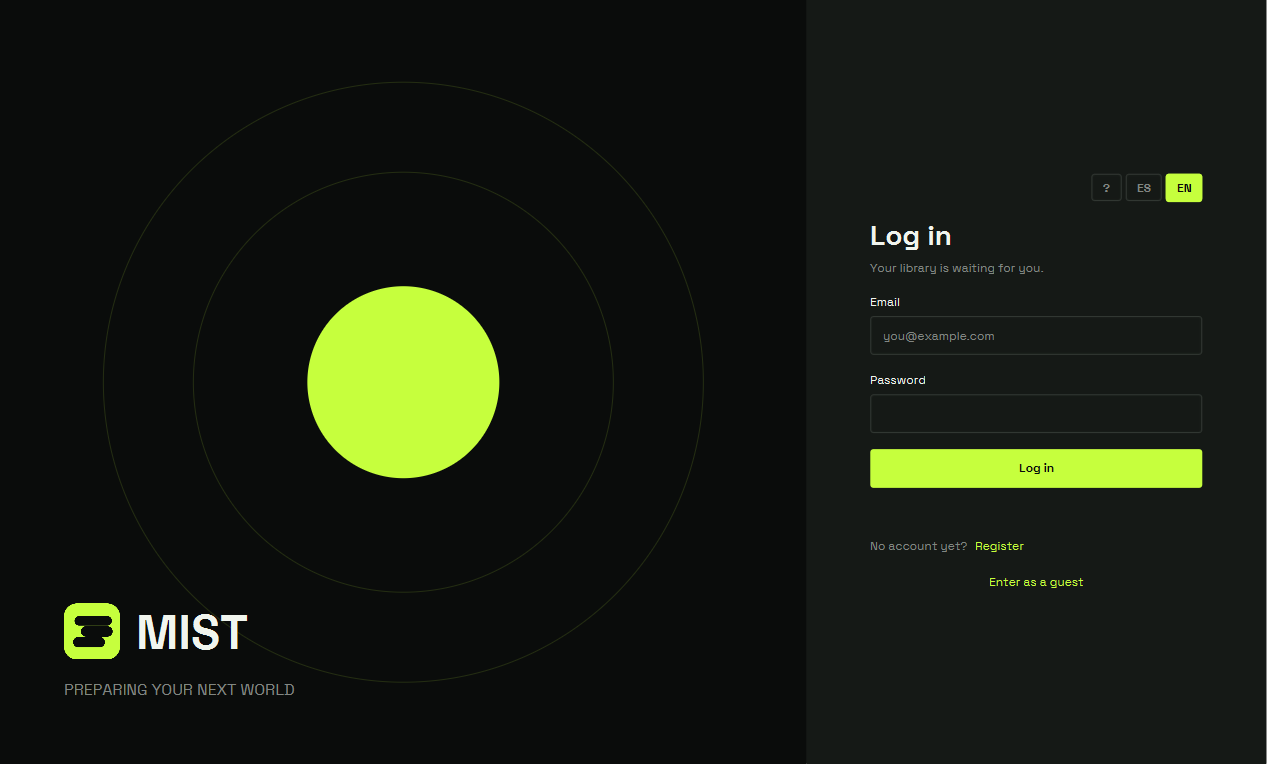 MIST
PREPARING YOUR NEXT WORLD
? ES EN
Log in
Your library is waiting for you.
Email
you@example.com
Password
Log in
No account yet? Register
Enter as a guest